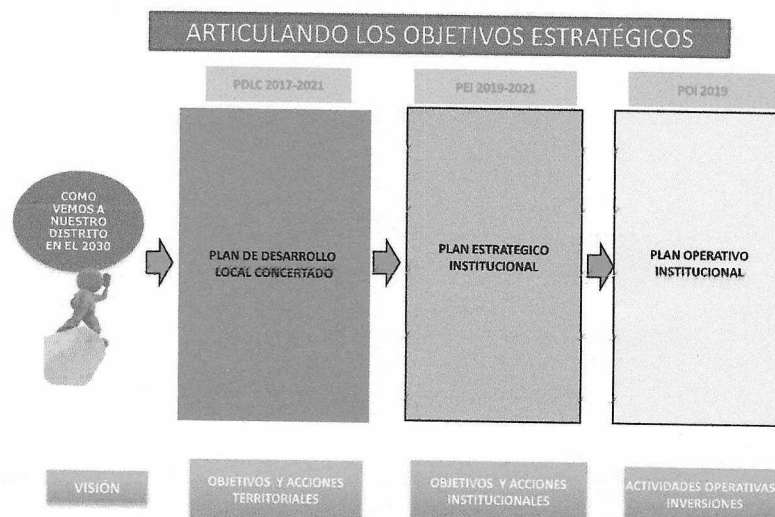 ARTICULANDO LOS OBJETIVOS ESTRATÉGICOS
PDLC 2017-2021
PEI 2019-2021
POI 2019
COMO
VEMOS A
NUESTRO
DISTRITO
EN EL 2030
PLAN DE DESARROLLO
LOCAL CONCERTADO
PLAN ESTRATEGICO
INSTITUCIONAL
PLAN OPERATIVO
INSTITUCIONAL
VISIÓN
OBJETIVOS Y ACCIONES
TERRITORIALES
OBJETIVOS Y ACCIONES
INSTITUCIONALES
ACTIVIDADES OPERATIVAS
INVERSIONES